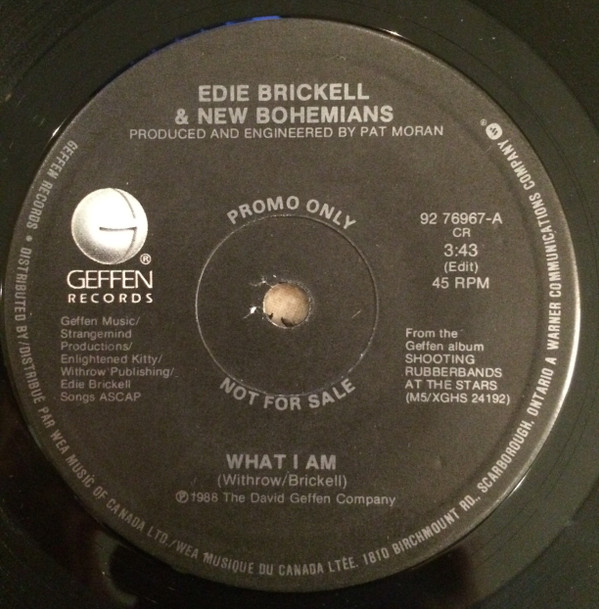 EDIE BRICKELL
& NEW BOHEMIANS
PRODUCED AND ENGINEERED BY PAT MORAN
PROMO ONLY
NOT FOR SALE
GEFFEN®
RECORDS
92 76967-A
CR
3:43
(Edit)
45 RPM
Geffen Music/
Strangemind
Productions/
Enlightened Kitty/
Withrow Publishing/
Edie Brickell
Songs ASCAP
From the
Geffen album
SHOOTING
RUBBERBANDS
AT THE STARS
(M5/XGHS 24192)
WHAT I AM
(Withrow/Brickell)
℗1988 The David Geffen Company
GEFFEN RECORDS • DISTRIBUTED BY/DISTRIBUÉ PAR WEA MUSIC OF CANADA LTD./WEA MUSIQUE DU CANADA LTÉE. 1810 BIRCHMOUNT RD., SCARBOROUGH, ONTARIO A WARNER COMMUNICATIONS COMPANY ®